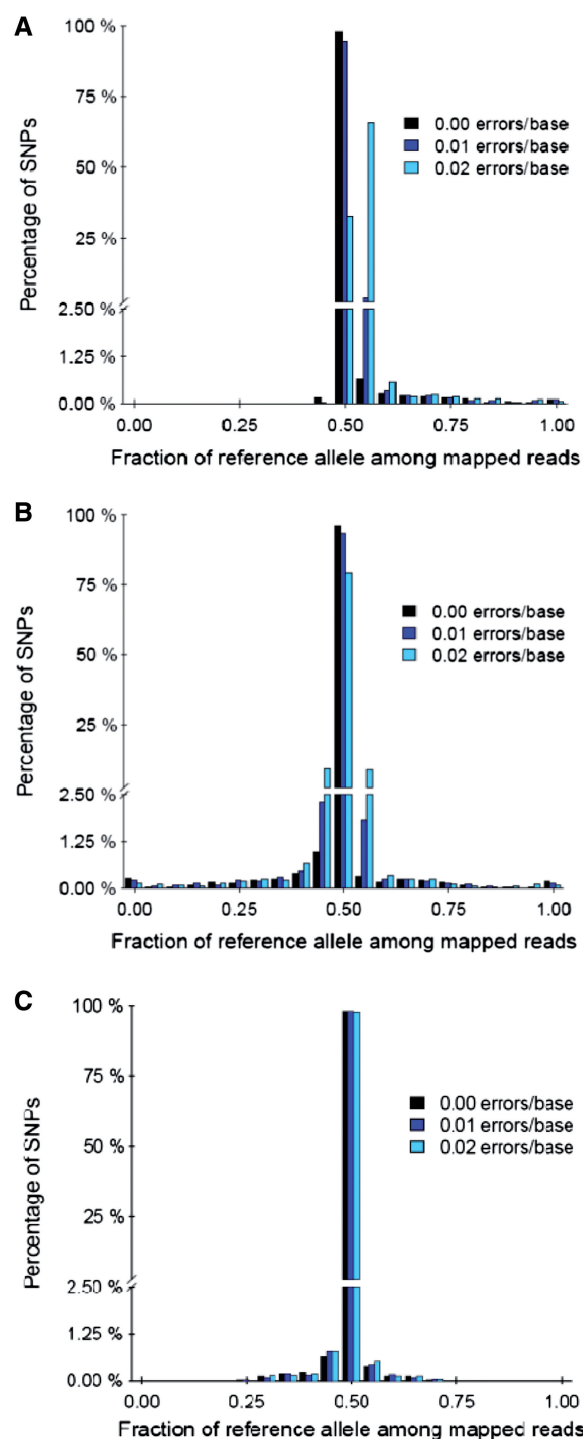 A
100 %
75 %
50 %
25 %
2.50 %
1.25 %
0.00 %
Percentage of SNPs
0.00 errors/base
0.01 errors/base
0.02 errors/base
0.00 0.25 0.50 0.75 1.00
Fraction of reference allele among mapped reads
B
100 %
75 %
50 %
25 %
2.50 %
1.25 %
0.00 %
Percentage of SNPs
0.00 errors/base
0.01 errors/base
0.02 errors/base
0.00 0.25 0.50 0.75 1.00
Fraction of reference allele among mapped reads
C
100 %
75 %
50 %
25 %
2.50 %
1.25 %
0.00 %
Percentage of SNPs
0.00 errors/base
0.01 errors/base
0.02 errors/base
0.00 0.25 0.50 0.75 1.00
Fraction of reference allele among mapped reads